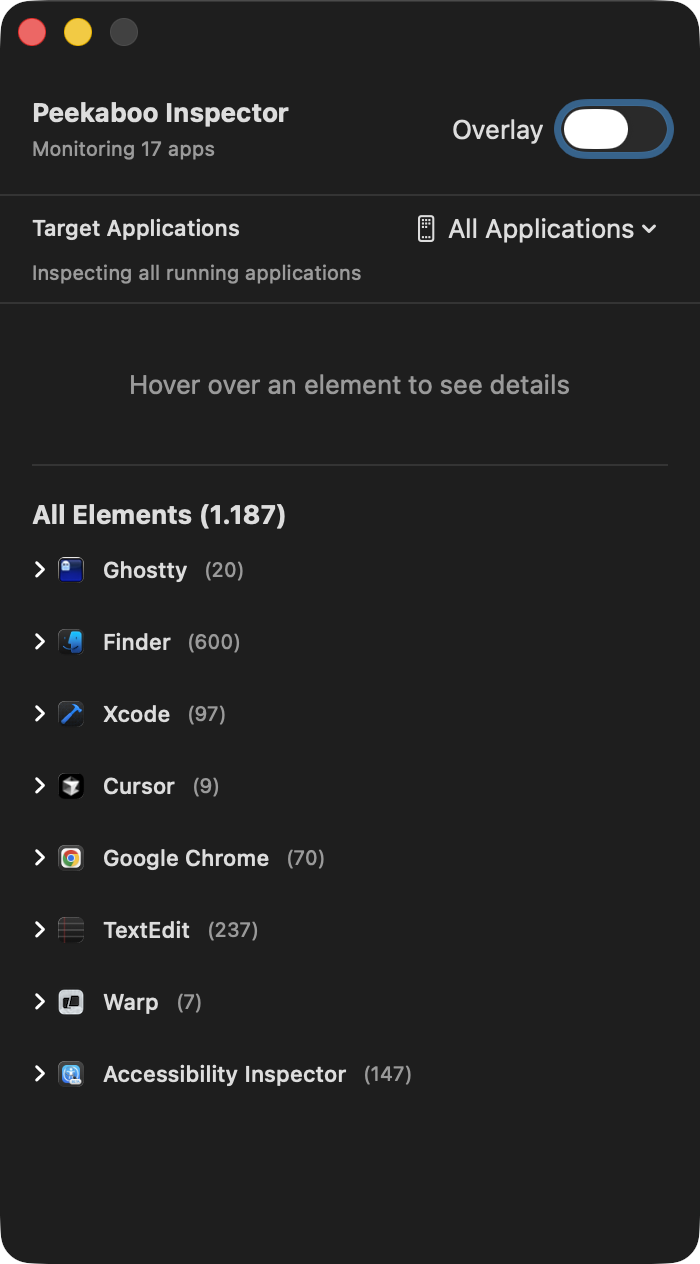 Peekaboo Inspector
Monitoring 17 apps
Overlay
Target Applications
All Applications
Inspecting all running applications
Hover over an element to see details
All Elements (1.187)
Ghostty (20)
Finder (600)
Xcode (97)
Cursor (9)
Google Chrome (70)
TextEdit (237)
Warp (7)
Accessibility Inspector (147)